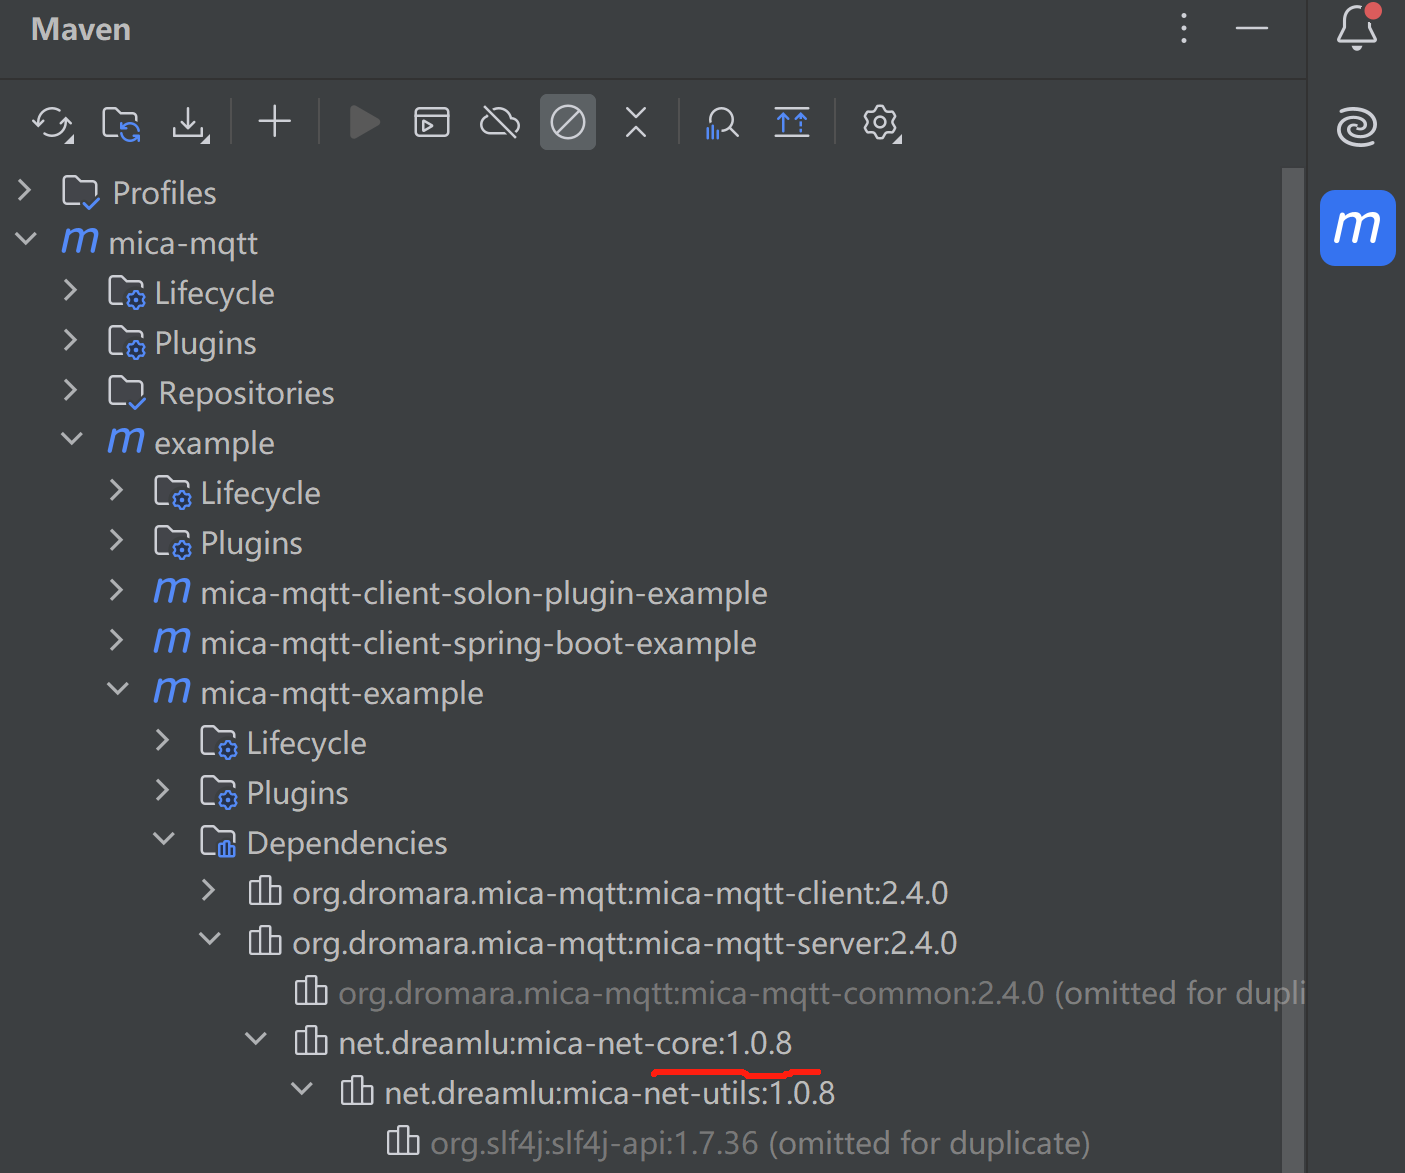 Maven
Profiles
m mica-mqtt
Lifecycle
Plugins
Repositories
m example
Lifecycle
Plugins
m mica-mqtt-client-solon-plugin-example
m mica-mqtt-client-spring-boot-example
m mica-mqtt-example
Lifecycle
Plugins
Dependencies
org.dromara.mica-mqtt:mica-mqtt-client:2.4.0
org.dromara.mica-mqtt:mica-mqtt-server:2.4.0
org.dromara.mica-mqtt:mica-mqtt-common:2.4.0 (omitted for dupli
net.dreamlu:mica-net-core:1.0.8
net.dreamlu:mica-net-utils:1.0.8
org.slf4j:slf4j-api:1.7.36 (omitted for duplicate)
m